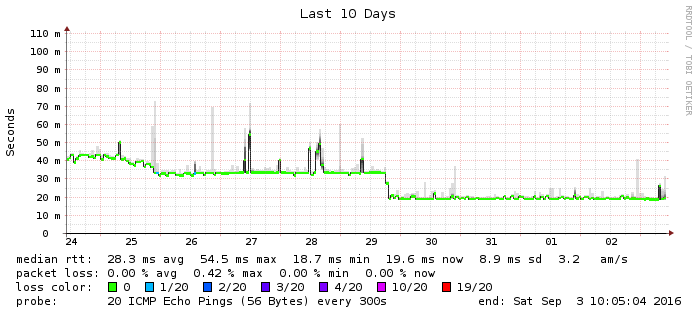 Last 10 Days
RRDTOOL / TOBI OETIKER
Seconds
110 m
100 m
90 m
80 m
70 m
60 m
50 m
40 m
30 m
20 m
10 m
0
24 25 26 27 28 29 30 31 01 02
median rtt: 28.3 ms avg 54.5 ms max 18.7 ms min 19.6 ms now 8.9 ms sd 3.2 am/s
packet loss: 0.00 % avg 0.42 % max 0.00 % min 0.00 % now
loss color: 0 1/20 2/20 3/20 4/20 10/20 19/20
probe: 20 ICMP Echo Pings (56 Bytes) every 300s end: Sat Sep 3 10:05:04 2016